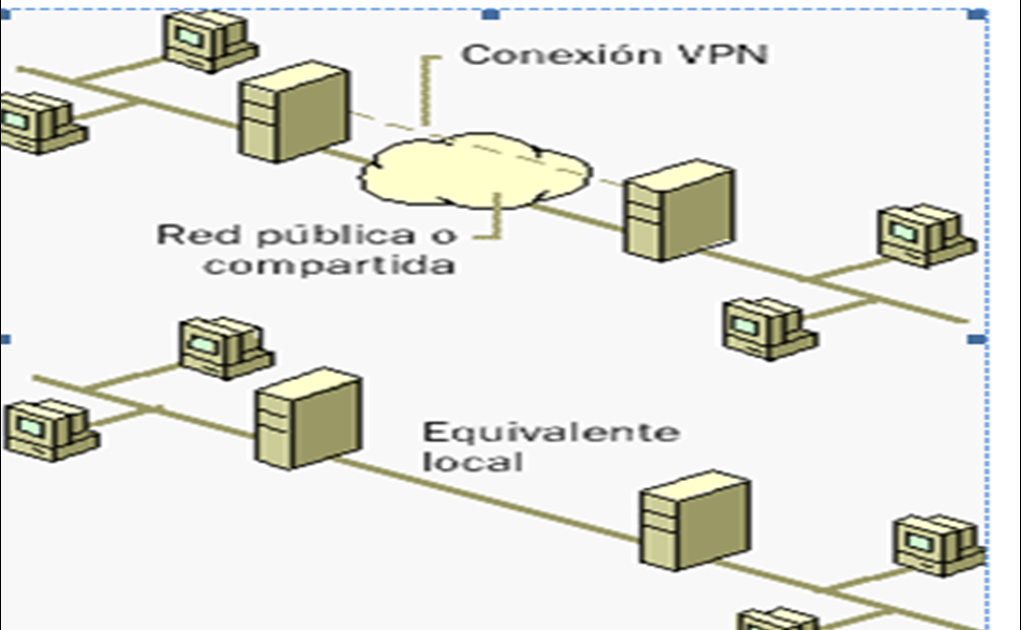 Conexión VPN
Red pública o
compartida
Equivalente
local